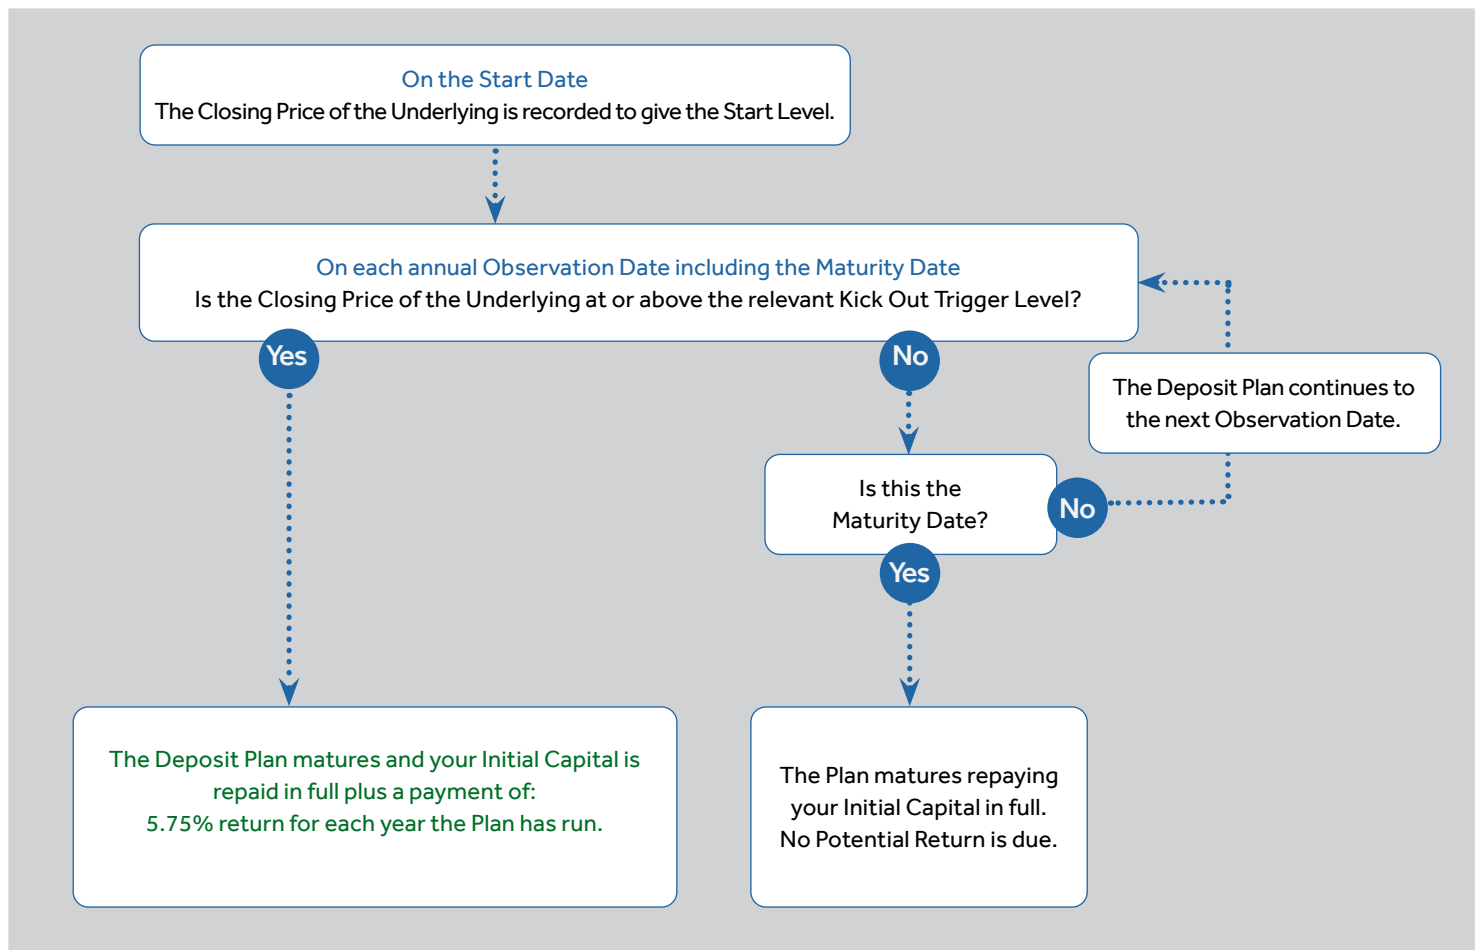 On the Start Date
The Closing Price of the Underlying is recorded to give the Start Level.
On each annual Observation Date including the Maturity Date
Is the Closing Price of the Underlying at or above the relevant Kick Out Trigger Level?
Yes
No
The Deposit Plan continues to
the next Observation Date.
Is this the
Maturity Date?
No
Yes
The Deposit Plan matures and your Initial Capital is
repaid in full plus a payment of:
5.75% return for each year the Plan has run.
The Plan matures repaying
your Initial Capital in full.
No Potential Return is due.